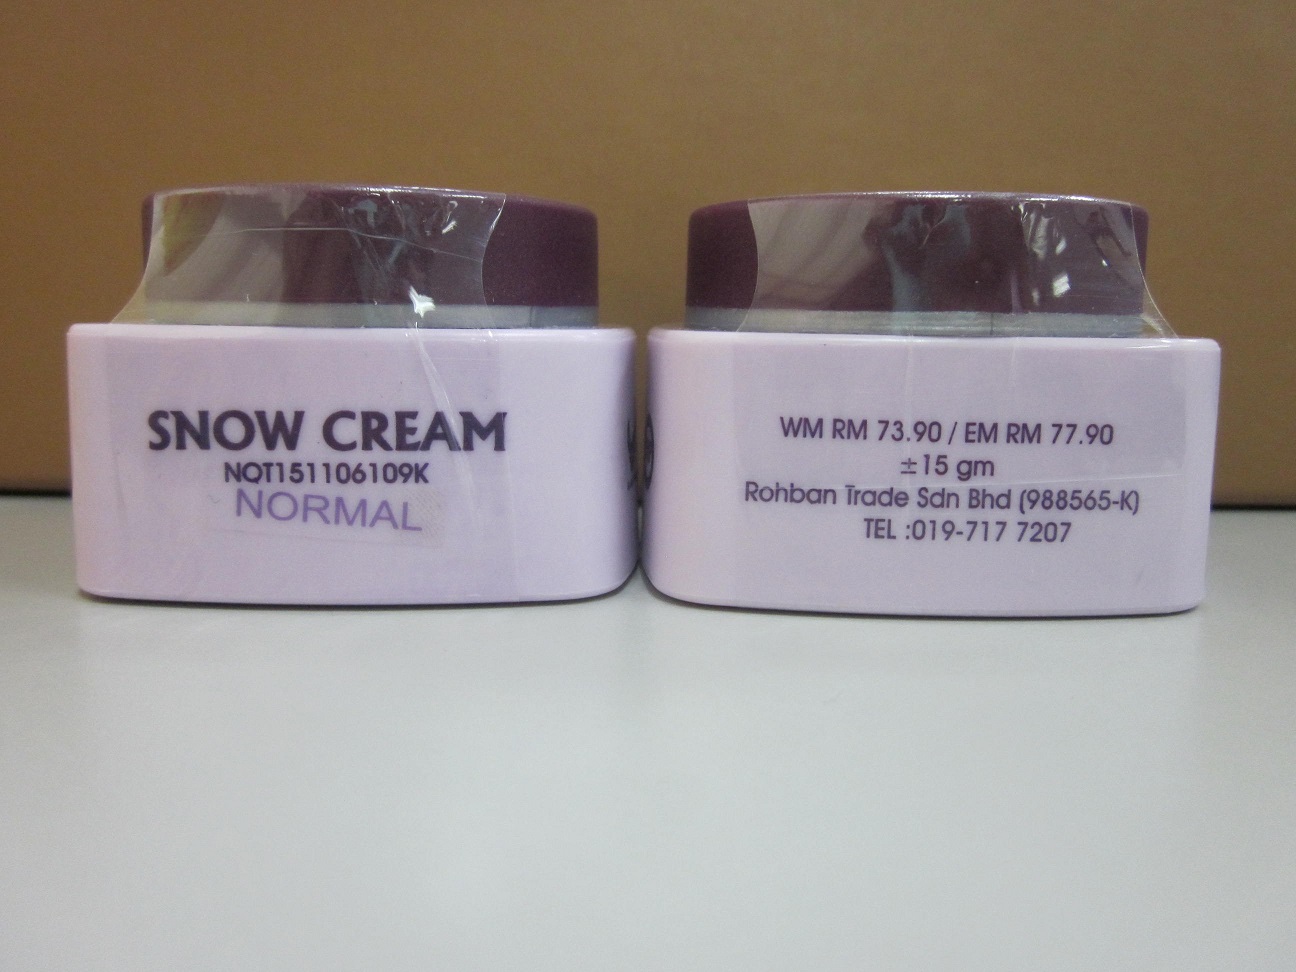 SNOW CREAM
NQT151106109K
NORMAL
WM RM 73.90 / EM RM 77.90
±15 gm
Rohban Trade Sdn Bhd (988565-K)
TEL :019-717 7207